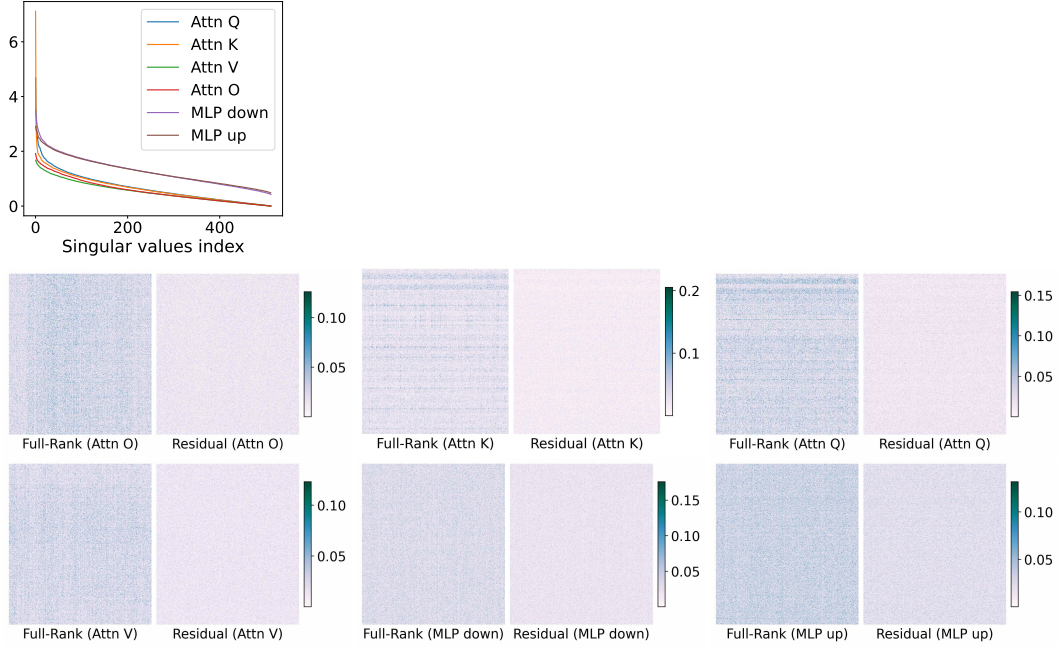 6
4
2
0
Attn Q
Attn K
Attn V
Attn O
MLP down
MLP up
0 200 400
Singular values index
0.10
0.05
Full-Rank (Attn O) Residual (Attn O)
0.2
0.1
Full-Rank (Attn K) Residual (Attn K)
0.15
0.10
0.05
Full-Rank (Attn Q) Residual (Attn Q)
0.10
0.05
Full-Rank (Attn V) Residual (Attn V)
0.15
0.10
0.05
Full-Rank (MLP down) Residual (MLP down)
0.10
0.05
Full-Rank (MLP up) Residual (MLP up)